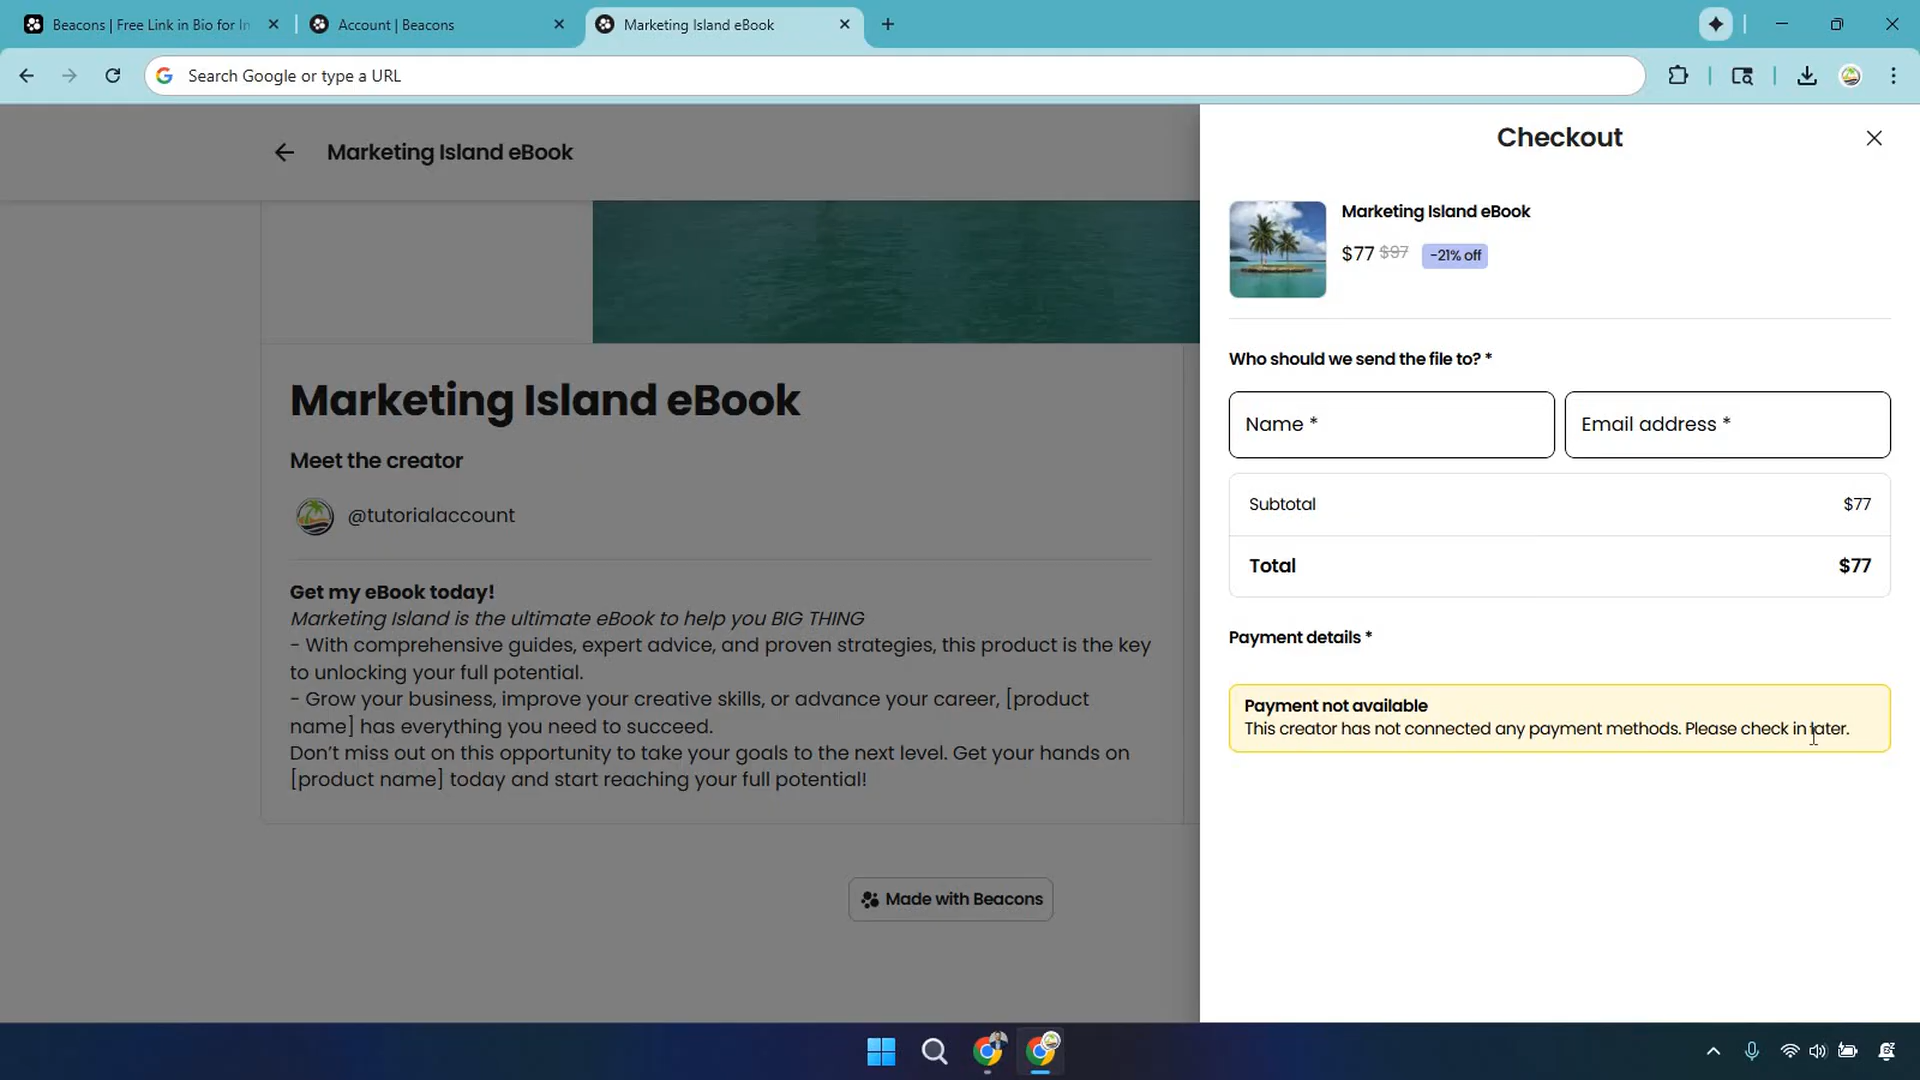 Beacons | Free Link in Bio for In
Account | Beacons
Marketing Island eBook
Search Google or type a URL
Marketing Island eBook
Marketing Island eBook
Meet the creator
@tutorialaccount
Get my eBook today!
Marketing Island is the ultimate eBook to help you BIG THING
- With comprehensive guides, expert advice, and proven strategies, this product is the key
to unlocking your full potential.
- Grow your business, improve your creative skills, or advance your career, [product
name] has everything you need to succeed.
Don't miss out on this opportunity to take your goals to the next level. Get your hands on
[product name] today and start reaching your full potential!
Made with Beacons
Checkout
Marketing Island eBook
$77 $97 -21% off
Who should we send the file to? *
Name *
Email address *
Subtotal $77
Total $77
Payment details *
Payment not available
This creator has not connected any payment methods. Please check in later.